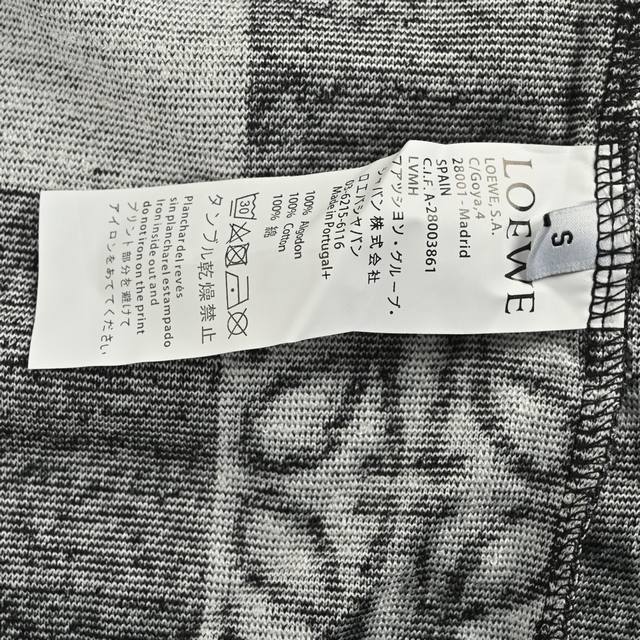 LOEWE
S
LOEWE, S.A.
C/Goya, 4
28001 - Madrid
SPAIN
C.I.F. A-28003861
LVMH
ファッション・グループ・
ジャパン株式会社
ロエベジャパン
03-6215-6116
Made in Portugal+
100% Algodon
100% Cotton
綿
30
タンブル乾燥禁止
Planchar del revés
sin planchar el estampado
Iron inside out and
do not iron on the print
プリント部分を避けて
アイロンをあててください